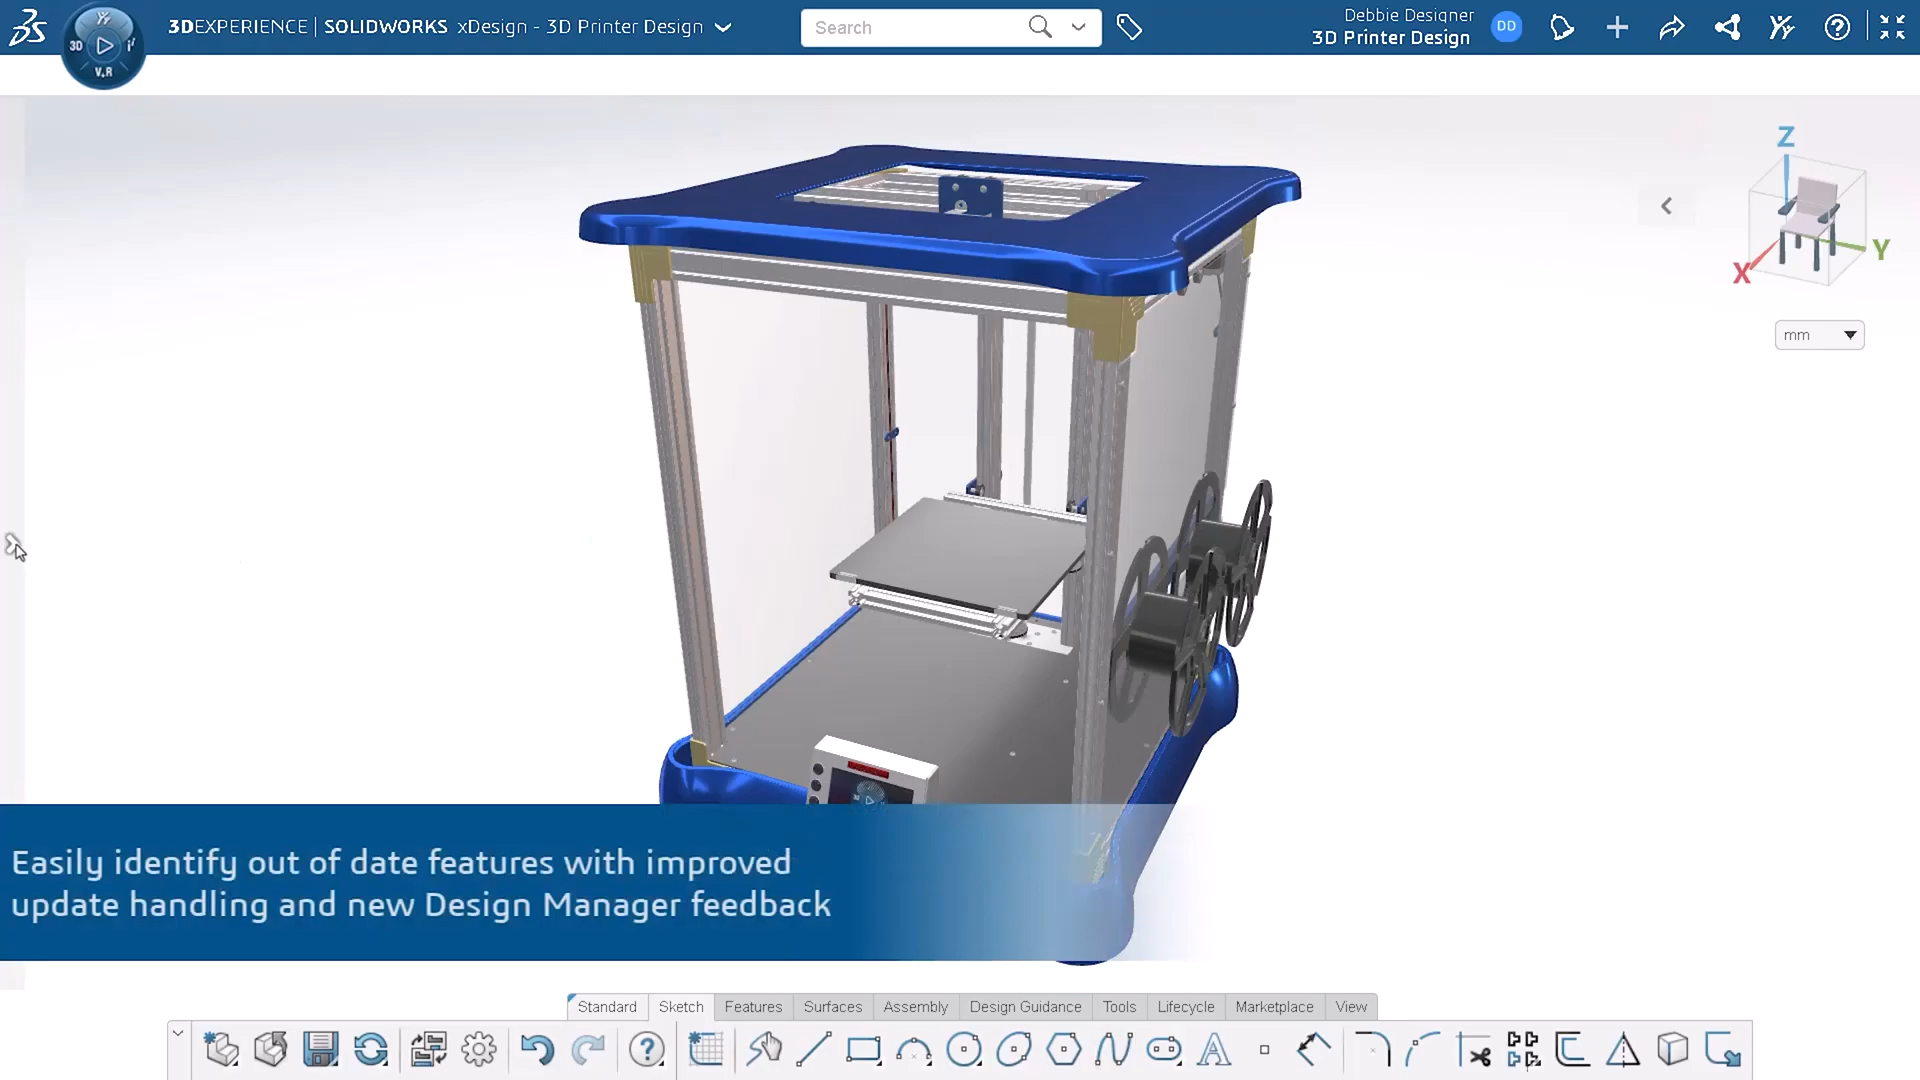 3DEXPERIENCE | SOLIDWORKS xDesign - 3D Printer Design
Search
Debbie Designer
3D Printer Design
DD
3D
V.R
Z
Y
X
mm
Easily identify out of date features with improved
update handling and new Design Manager feedback
Standard Sketch Features Surfaces Assembly Design Guidance Tools Lifecycle Marketplace View